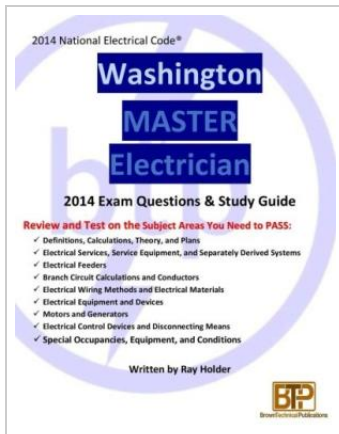 2014 National Electrical Code®
Washington
MASTER
Electrician
2014 Exam Questions & Study Guide
Review and Test on the Subject Areas You Need to PASS:
✓ Definitions, Calculations, Theory, and Plans
✓ Electrical Services, Service Equipment, and Separately Derived Systems
✓ Electrical Feeders
✓ Branch Circuit Calculations and Conductors
✓ Electrical Wiring Methods and Electrical Materials
✓ Electrical Equipment and Devices
✓ Motors and Generators
✓ Electrical Control Devices and Disconnecting Means
✓ Special Occupancies, Equipment, and Conditions
Written by Ray Holder
BTP
BrownTechnicalPublications